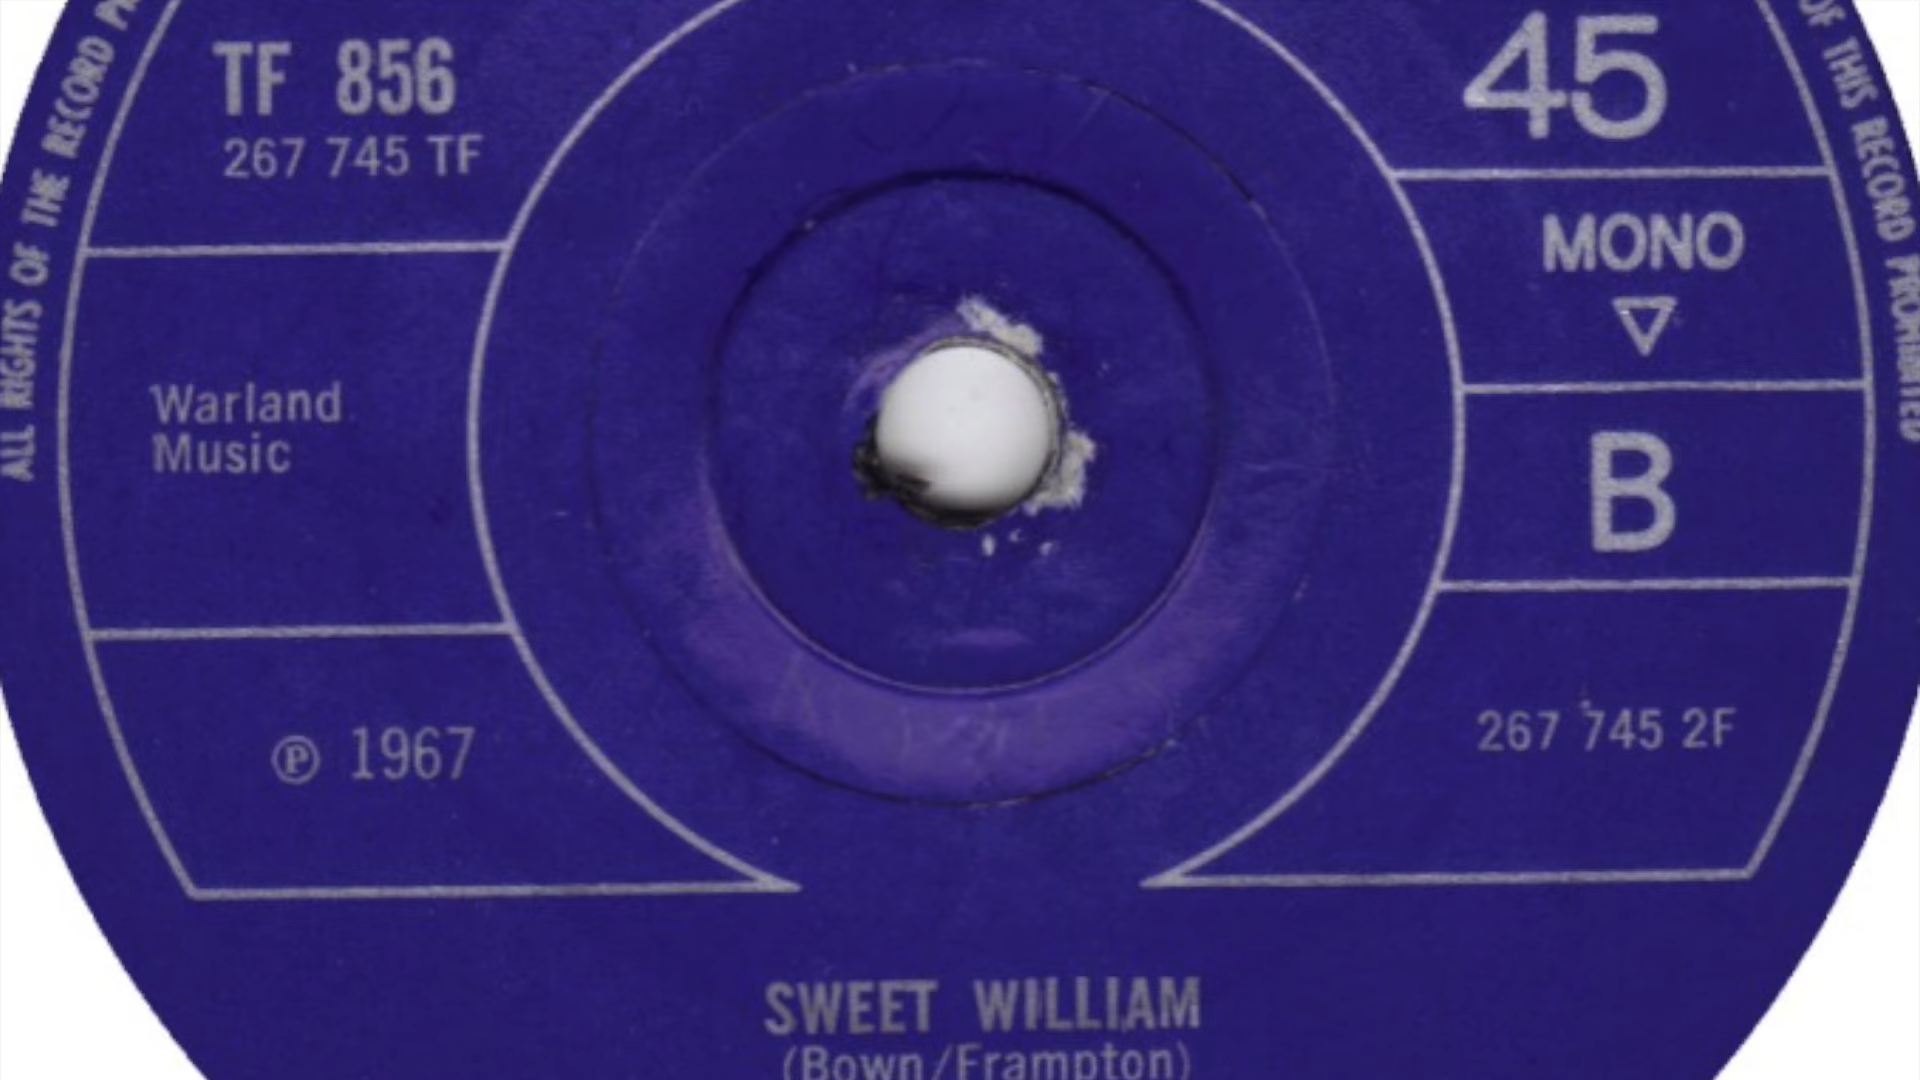 ALL RIGHTS OF THE RECORD
OF THIS RECORD PROHIBITED
TF 856
267 745 TF
45
MONO
B
Warland
Music
℗ 1967
267 745 2F
SWEET WILLIAM
(Bown/Frampton)